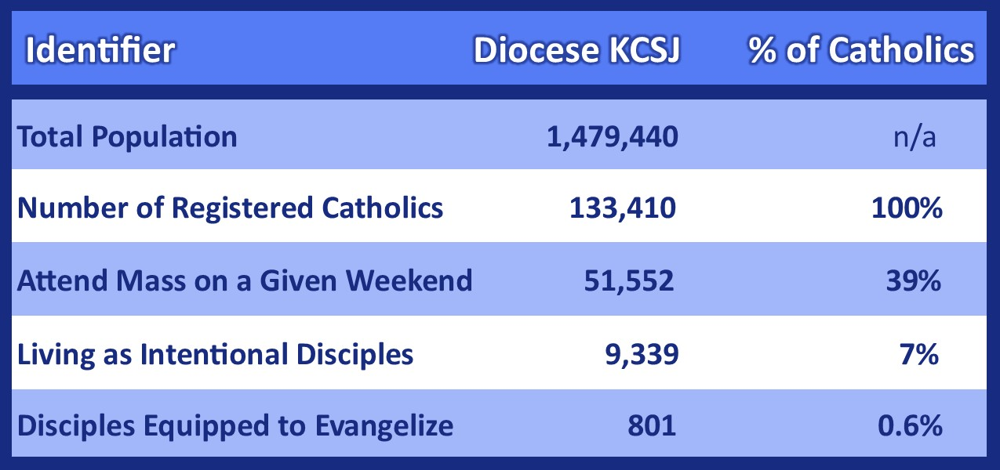 Identifier Diocese KCSJ % of Catholics
Total Population 1,479,440 n/a
Number of Registered Catholics 133,410 100%
Attend Mass on a Given Weekend 51,552 39%
Living as Intentional Disciples 9,339 7%
Disciples Equipped to Evangelize 801 0.6%